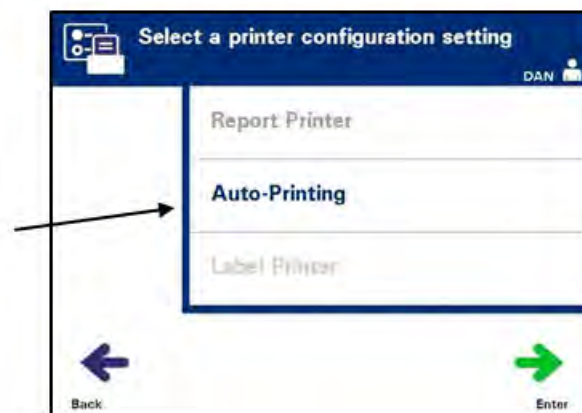 Select a printer configuration setting
DAN
Report Printer
Auto-Printing
Label Printer
Back
Enter